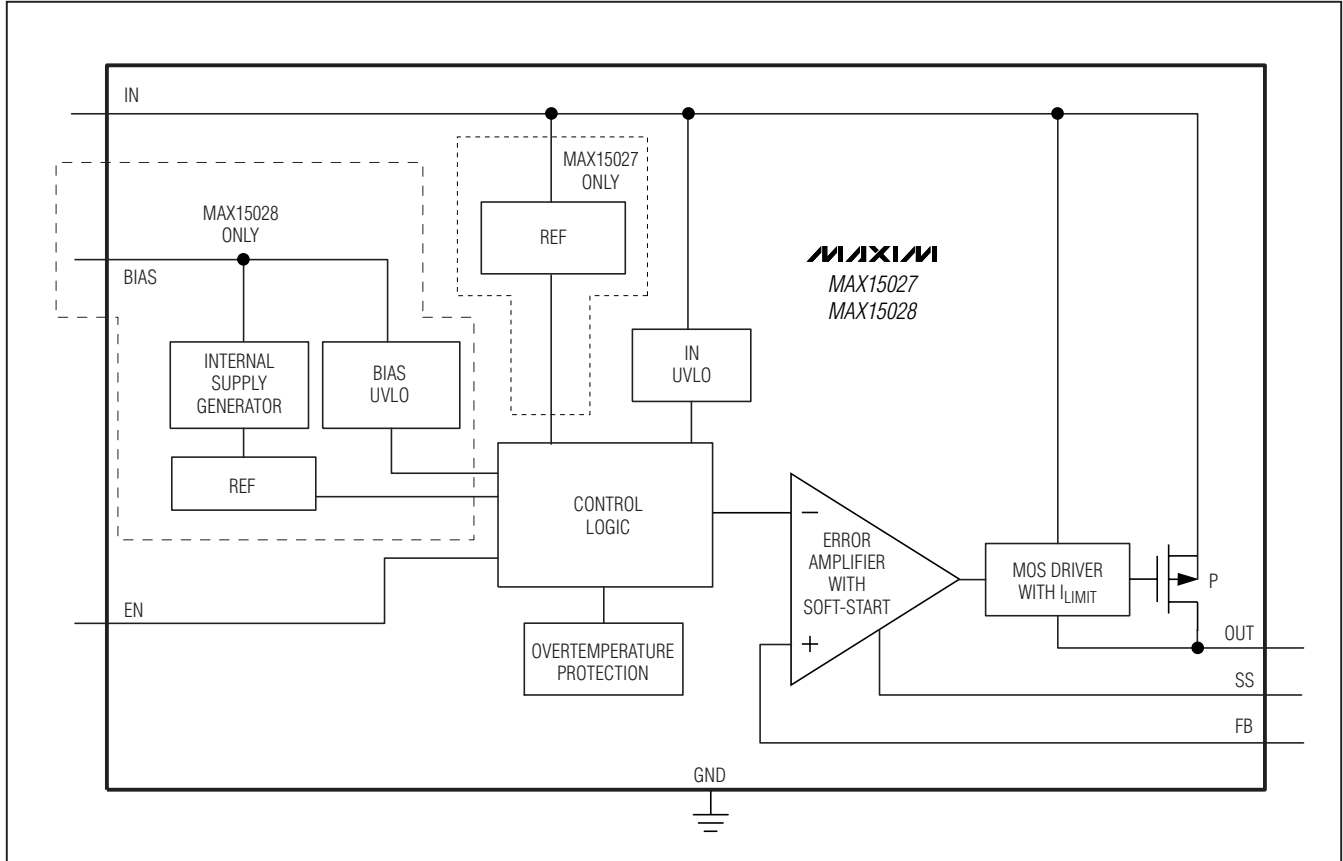 IN
MAX15027
ONLY
REF
MAX15028
ONLY
BIAS
INTERNAL
SUPPLY
GENERATOR
BIAS
UVLO
REF
IN
UVLO
MAXIM
MAX15027
MAX15028
CONTROL
LOGIC
−
ERROR
AMPLIFIER
WITH
SOFT-START
+
MOS DRIVER
WITH ILIMIT
P
EN
OVERTEMPERATURE
PROTECTION
OUT
SS
FB
GND